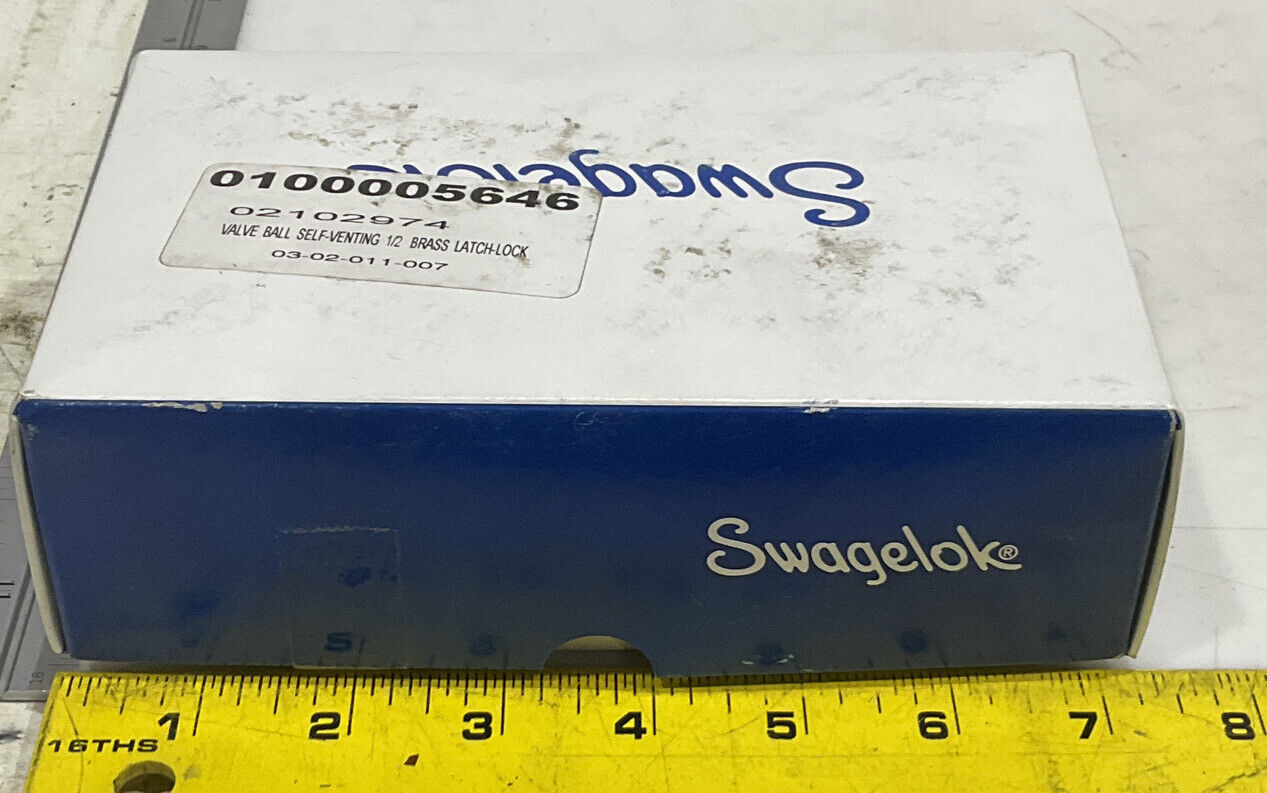 Swagelok
0100005646
02102974
VALVE BALL SELF-VENTING 1/2 BRASS LATCH-LOCK
03-02-011-007
Swagelok®
1 2 3 4 5 6 7 8
16THS